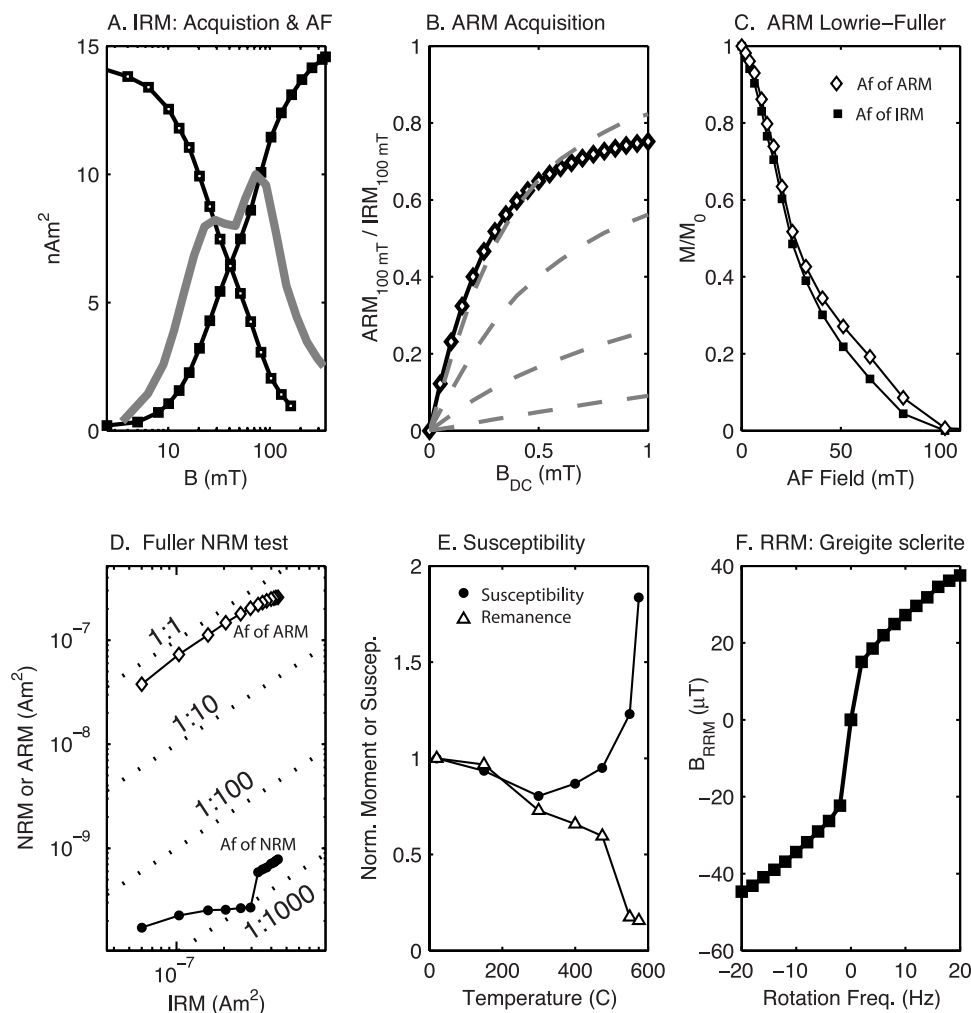 A. IRM: Acquistion & AF
15
10
5
0
nAm²
10
100
B (mT)
B. ARM Acquisition
1
0.8
0.6
0.4
0.2
0
ARM₁₀₀ ₘT / IRM₁₀₀ ₘT
0
0.5
1
B_DC (mT)
C. ARM Lowrie–Fuller
1
0.8
0.6
0.4
0.2
0
M/M₀
Af of ARM
Af of IRM
0
50
100
AF Field (mT)
D. Fuller NRM test
10⁻⁷
10⁻⁸
10⁻⁹
NRM or ARM (Am²)
1:1
Af of ARM
1:10
1:100
Af of NRM
1:1000
10⁻⁷
IRM (Am²)
E. Susceptibility
2
1.5
1
0.5
0
Norm. Moment or Suscep.
Susceptibility
Remanence
0
200
400
600
Temperature (C)
F. RRM: Greigite sclerite
40
20
0
−20
−40
−60
B_RRM (μT)
−20
−10
0
10
20
Rotation Freq. (Hz)